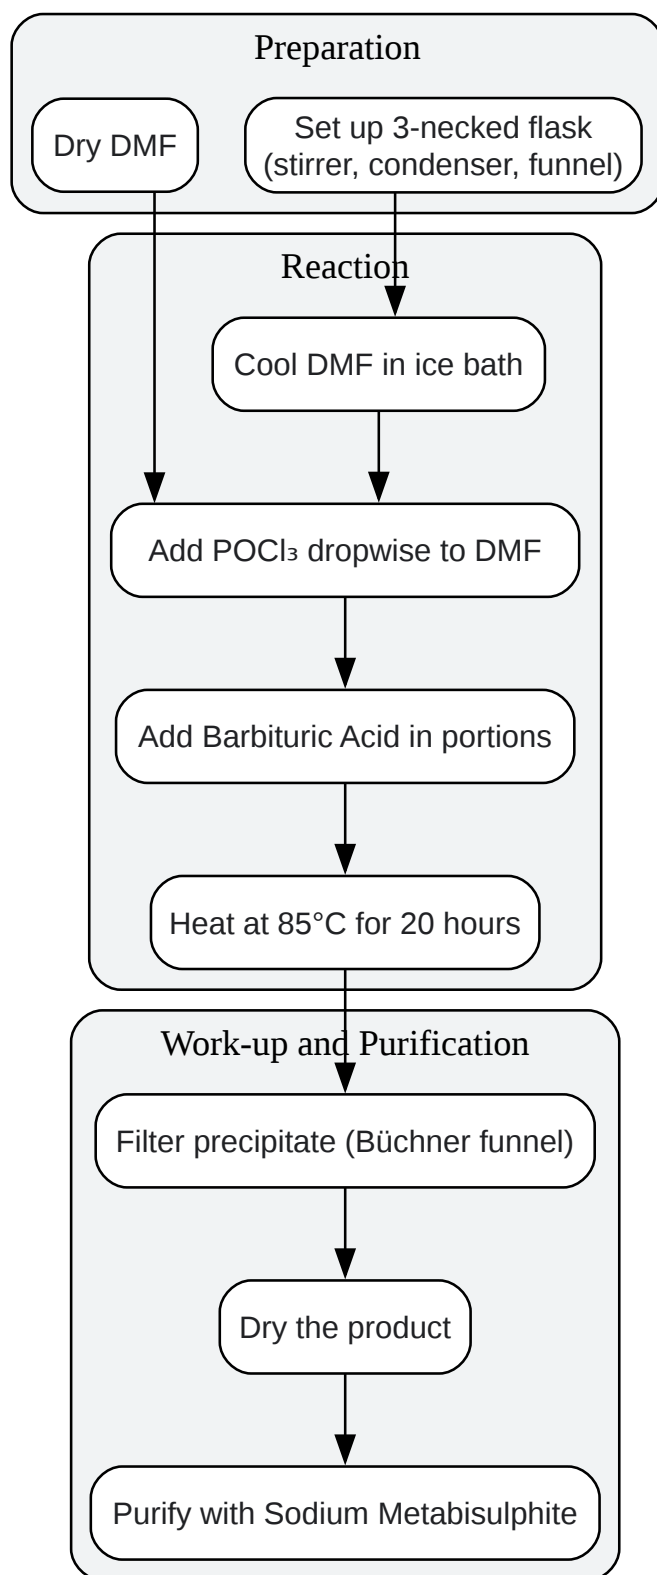 Preparation
Dry DMF
Set up 3-necked flask
(stirrer, condenser, funnel)
Reaction
Cool DMF in ice bath
Add POCl₃ dropwise to DMF
Add Barbituric Acid in portions
Heat at 85°C for 20 hours
Work-up and Purification
Filter precipitate (Büchner funnel)
Dry the product
Purify with Sodium Metabisulphite